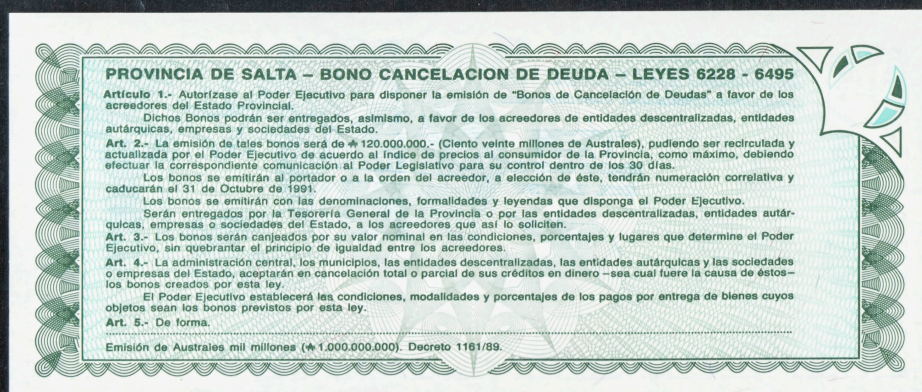 PROVINCIA DE SALTA – BONO CANCELACION DE DEUDA – LEYES 6228 - 6495
Artículo 1.- Autorízase al Poder Ejecutivo para disponer la emisión de "Bonos de Cancelación de Deudas" a favor de los
acreedores del Estado Provincial.
Dichos Bonos podrán ser entregados, asimismo, a favor de los acreedores de entidades descentralizadas, entidades
autárquicas, empresas y sociedades del Estado.
Art. 2.- La emisión de tales bonos será de ₳ 120.000.000.- (Ciento veinte millones de Australes), pudiendo ser recirculada y
actualizada por el Poder Ejecutivo de acuerdo al índice de precios al consumidor de la Provincia, como máximo, debiendo
efectuar la correspondiente comunicación al Poder Legislativo para su control dentro de los 30 días.
Los bonos se emitirán al portador o a la orden del acreedor, a elección de éste, tendrán numeración correlativa y
caducarán el 31 de Octubre de 1991.
Los bonos se emitirán con las denominaciones, formalidades y leyendas que disponga el Poder Ejecutivo.
Serán entregados por la Tesorería General de la Provincia o por las entidades descentralizadas, entidades autár-
quicas, empresas o sociedades del Estado, a los acreedores que así lo soliciten.
Art. 3.- Los bonos serán canjeados por su valor nominal en las condiciones, porcentajes y lugares que determine el Poder
Ejecutivo, sin quebrantar el principio de igualdad entre los acreedores.
Art. 4.- La administración central, los municipios, las entidades descentralizadas, las entidades autárquicas y las sociedades
o empresas del Estado, aceptarán en cancelación total o parcial de sus créditos en dinero –sea cual fuere la causa de éstos–
los bonos creados por esta ley.
El Poder Ejecutivo establecerá las condiciones, modalidades y porcentajes de los pagos por entrega de bienes cuyos
objetos sean los bonos previstos por esta ley.
Art. 5.- De forma.
Emisión de Australes mil millones (₳ 1.000.000.000). Decreto 1161/89.